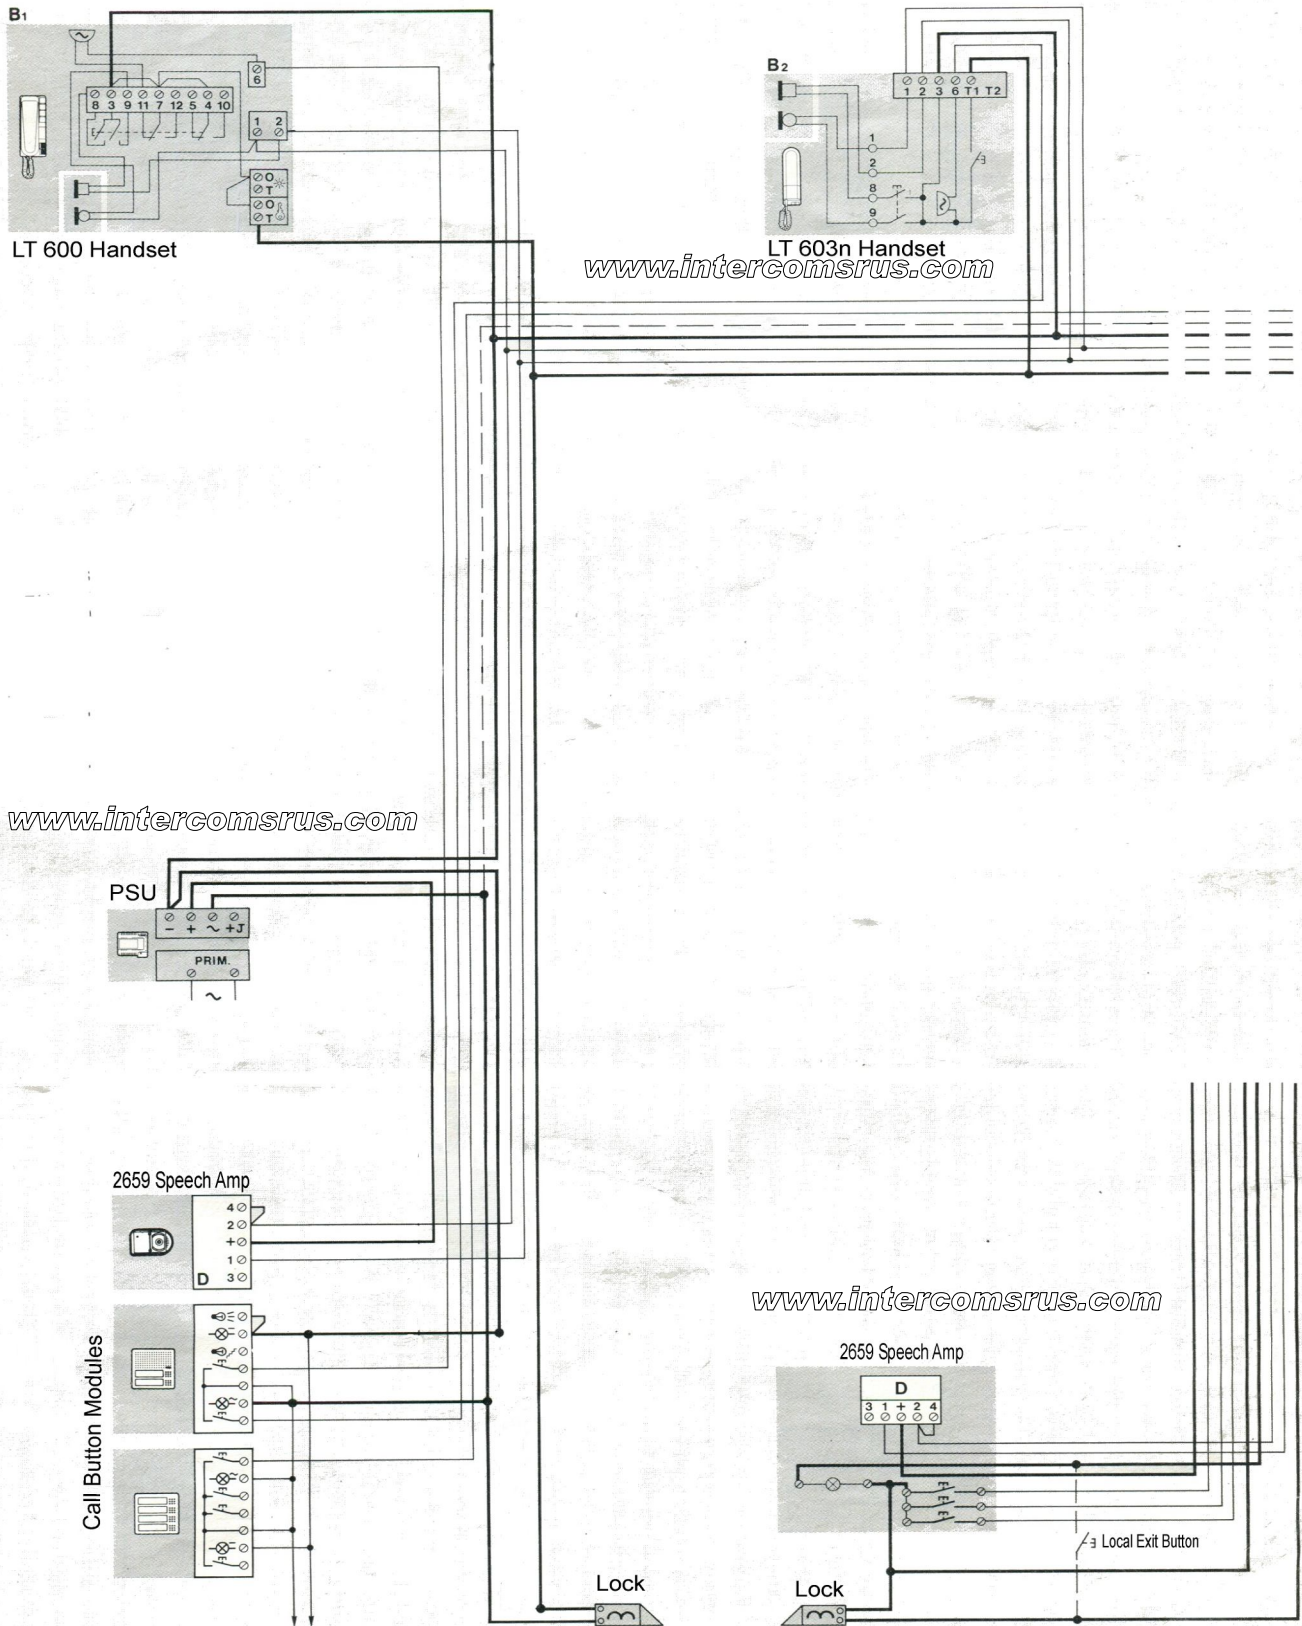 B1
6
8 3 9 11 7 12 5 4 10
1 2
O
T
O
T
LT 600 Handset
B2
1 2 3 6 T1 T2
1
2
8
9
LT 603n Handset
www.intercomsrus.com
www.intercomsrus.com
PSU
- + ~ +J
PRIM.
~
2659 Speech Amp
4
2
+
1
D 3
Call Button Modules
www.intercomsrus.com
2659 Speech Amp
D
3 1 + 2 4
Local Exit Button
Lock
Lock